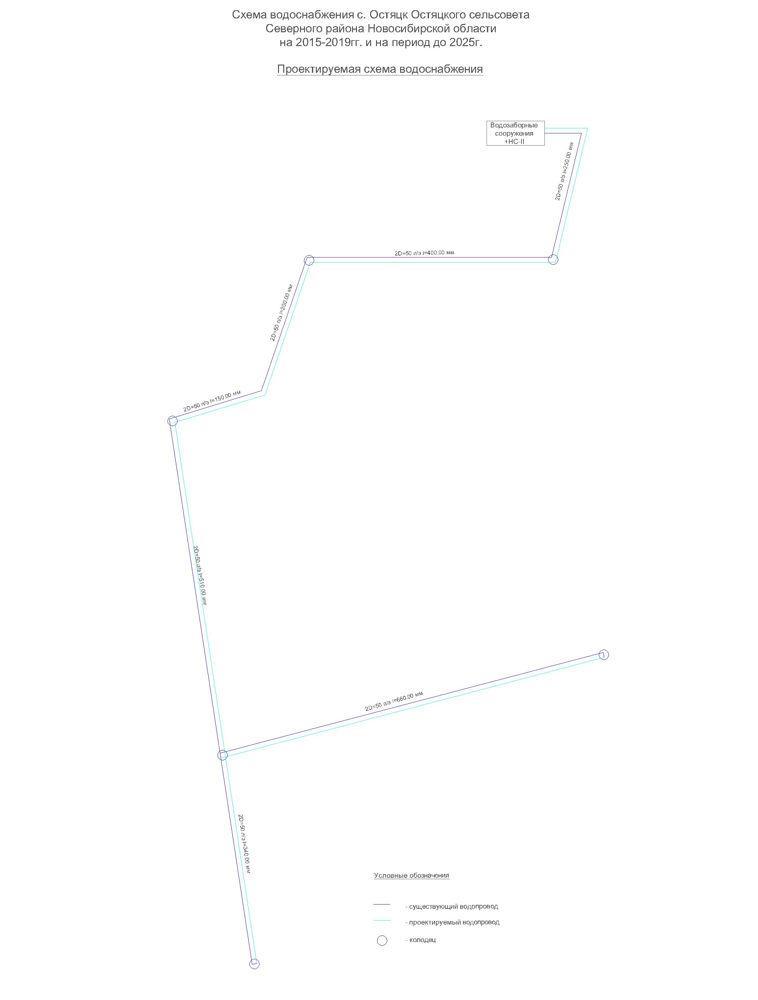 Схема водоснабжения с. Остяцк Остяцкого сельсовета
Северного района Новосибирской области
на 2015-2019гг. и на период до 2025г.
Проектируемая схема водоснабжения
Водозаборные
сооружения
+НС-II
2D=50 п/э l=250.00 мм
2D=50 п/э l=400.00 мм
2D=50 п/э l=200.00 мм
2D=50 п/э l=150.00 мм
2D=50 п/э l=510.00 мм
2D=50 п/э l=660.00 мм
2D=50 п/э l=340.00 мм
Условные обозначения
- существующий водопровод
- проектируемый водопровод
- колодец